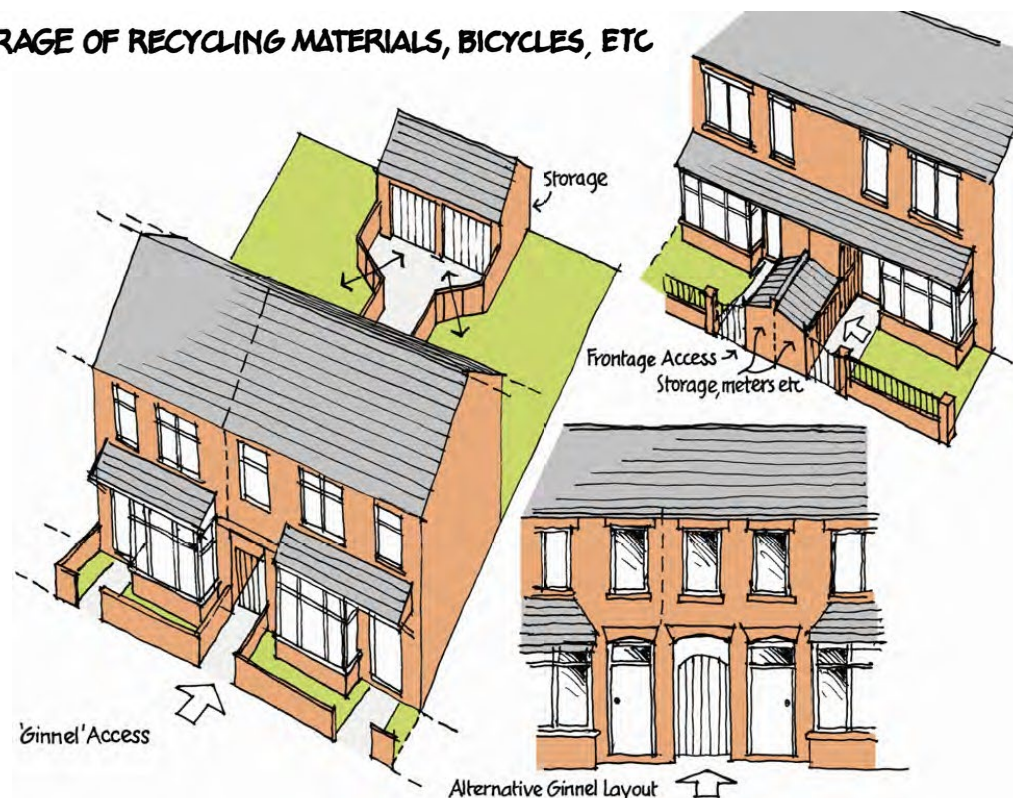 RAGE OF RECYCLING MATERIALS, BICYCLES, ETC
Storage
Frontage Access
Storage, meters etc
'Ginnel' Access
Alternative Ginnel Layout